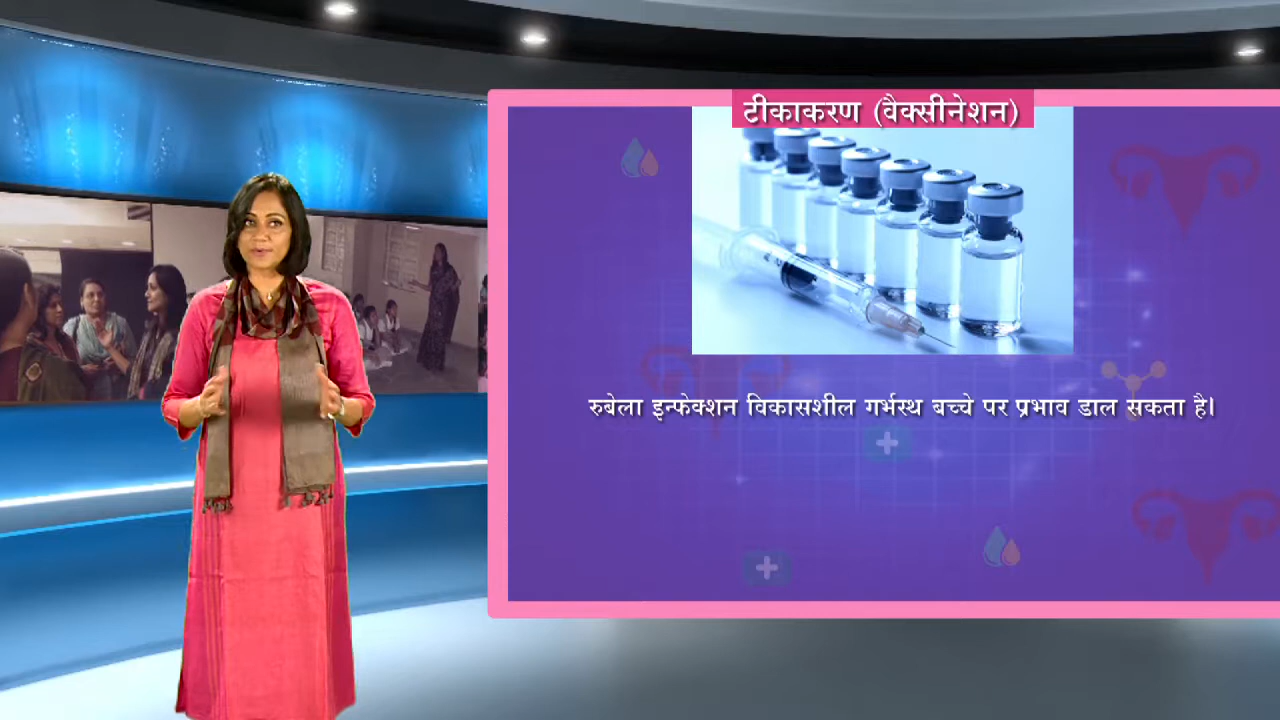 टीकाकरण (वैक्सीनेशन)
रुबेला इन्फेक्शन विकासशील गर्भस्थ बच्चे पर प्रभाव डाल सकता है।